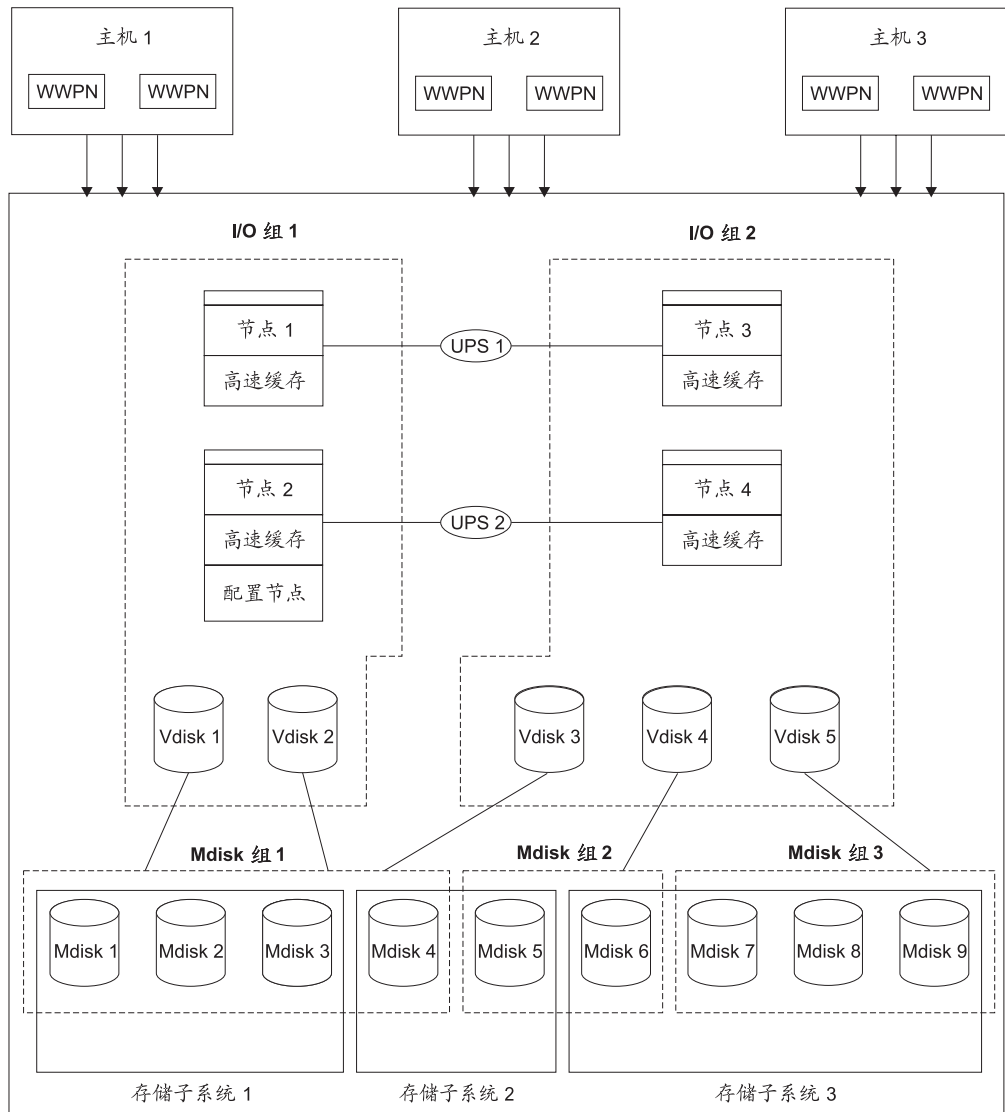 主机 1
主机 2
主机 3
WWPN
WWPN
WWPN
WWPN
WWPN
WWPN
I/O 组 1
I/O 组 2
节点 1
高速缓存
UPS 1
节点 3
高速缓存
节点 2
高速缓存
配置节点
UPS 2
节点 4
高速缓存
Vdisk 1
Vdisk 2
Vdisk 3
Vdisk 4
Vdisk 5
Mdisk 组 1
Mdisk 组 2
Mdisk 组 3
Mdisk 1
Mdisk 2
Mdisk 3
Mdisk 4
Mdisk 5
Mdisk 6
Mdisk 7
Mdisk 8
Mdisk 9
存储子系统 1
存储子系统 2
存储子系统 3